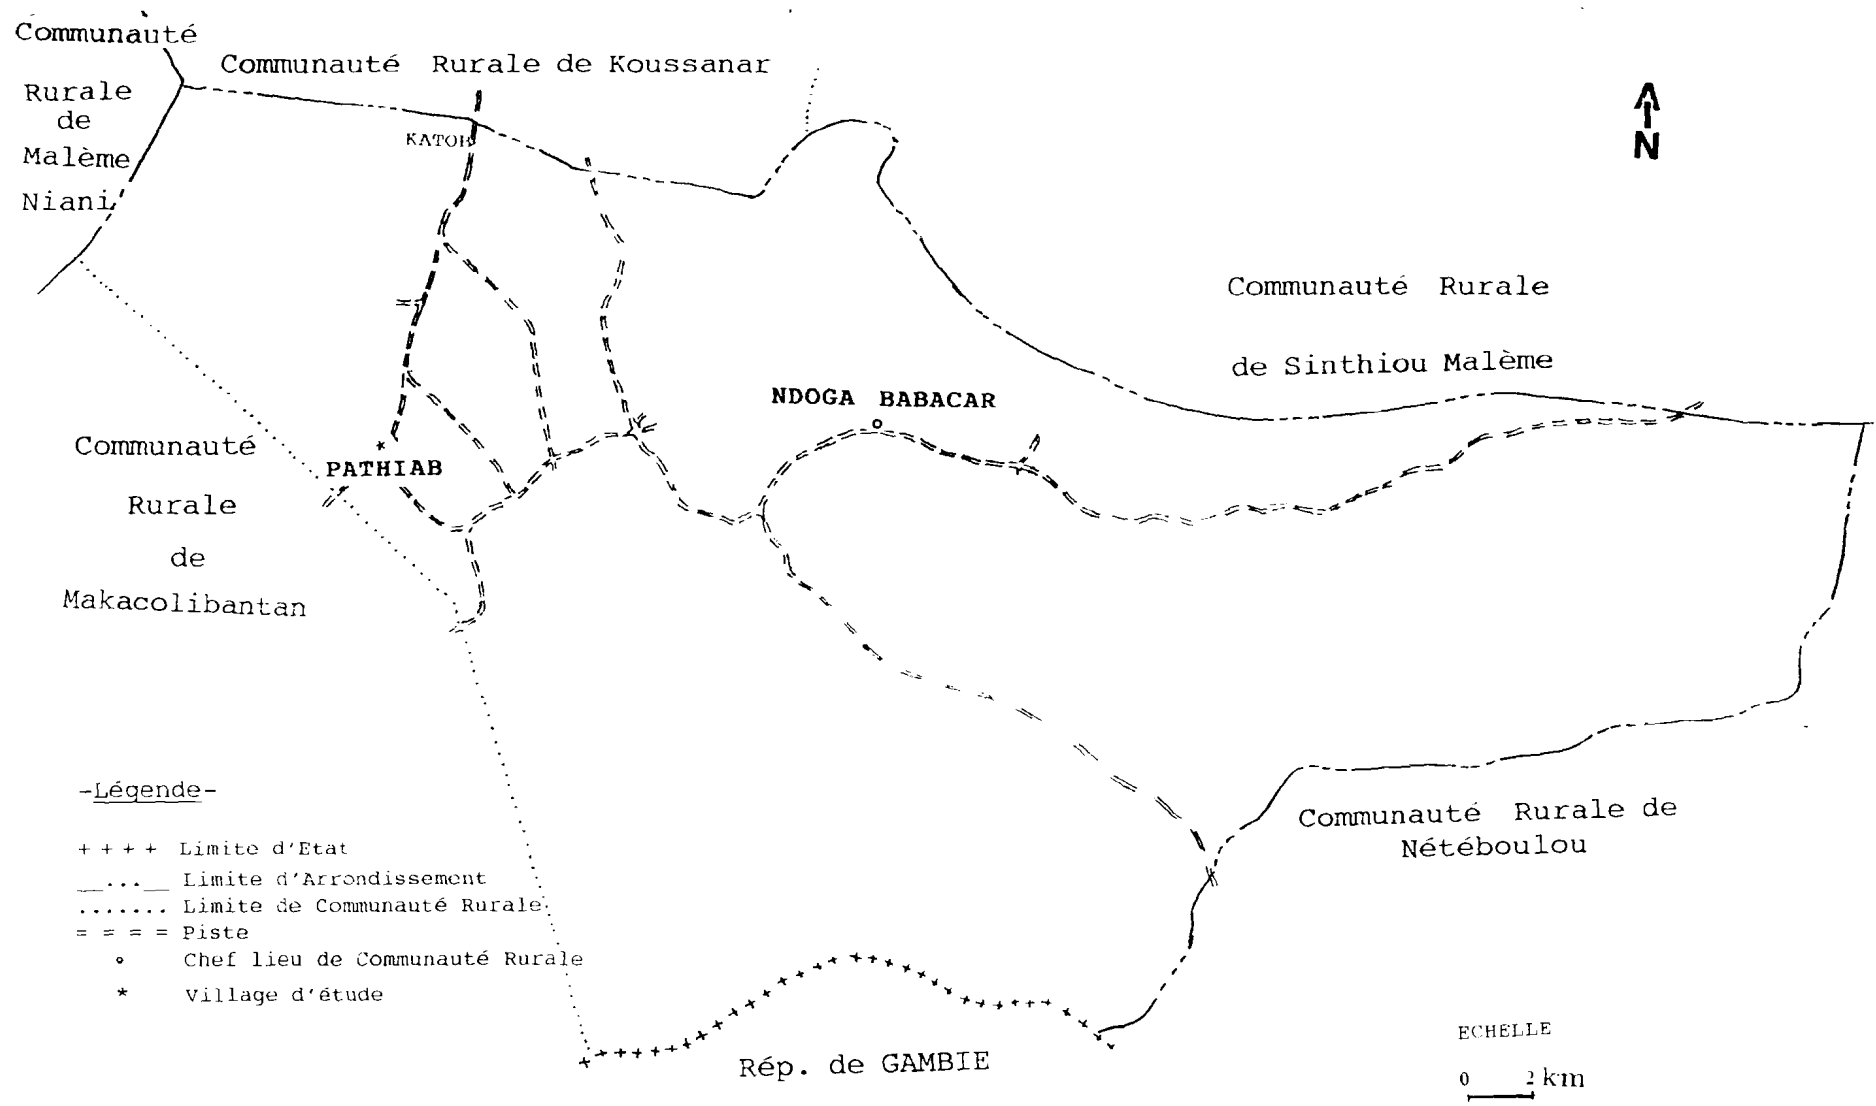 Communauté
Rurale
de
Malème
Niani
Communauté Rurale de Koussanar
KATOH
N
Communauté Rurale
de Sinthiou Malème
NDOGA BABACAR
Communauté
Rurale
de
Makacolibantan
PATHIAB
-Légende-
+ + + + Limite d'Etat
__...__ Limite d'Arrondissement
....... Limite de Communauté Rurale
= = = = Piste
o Chef lieu de Communauté Rurale
* Village d'étude
Communauté Rurale de
Nétéboulou
Rép. de GAMBIE
ECHELLE
0 2 km